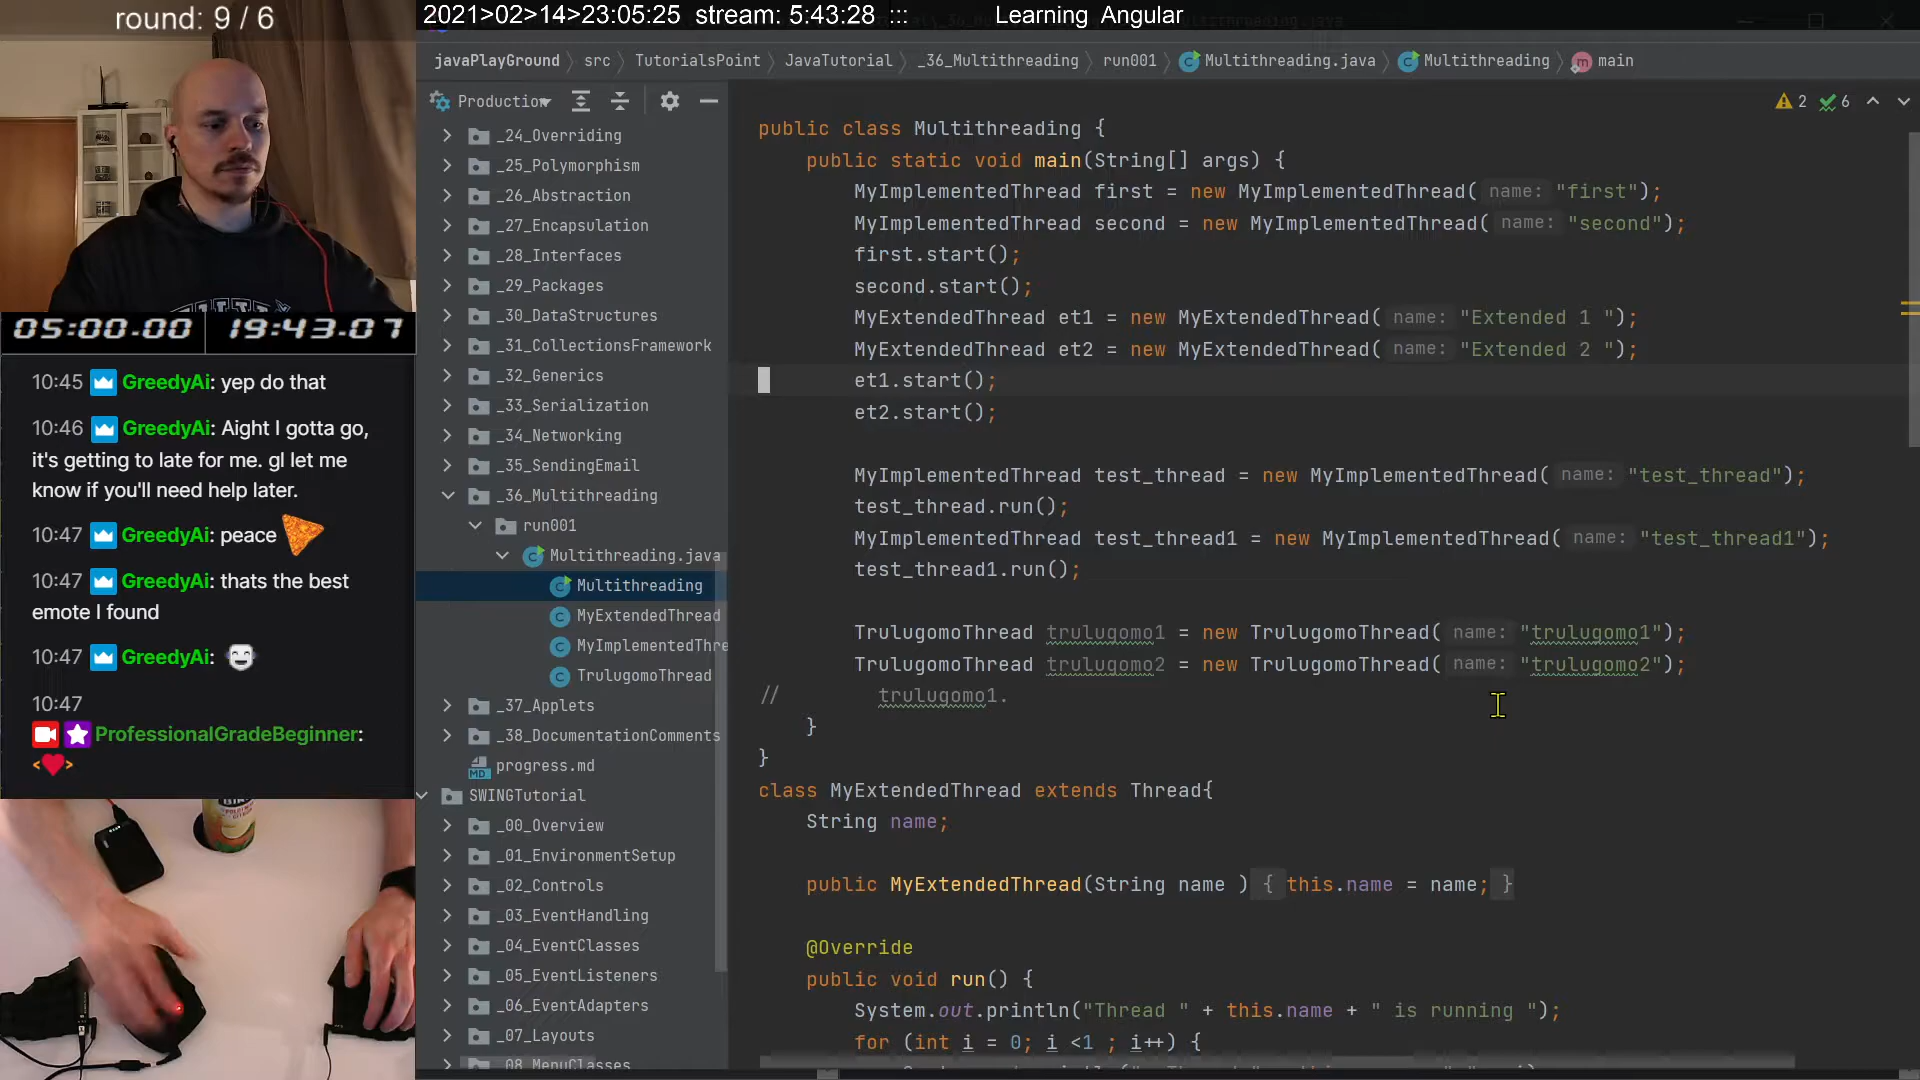 round: 9 / 6
2021>02>14>23:05:25 stream: 5:43:28 ::: Learning Angular
javaPlayGround src TutorialsPoint JavaTutorial _36_Multithreading run001 Multithreading.java Multithreading main
Production
2 6
_24_Overriding
_25_Polymorphism
_26_Abstraction
_27_Encapsulation
_28_Interfaces
_29_Packages
_30_DataStructures
_31_CollectionsFramework
_32_Generics
_33_Serialization
_34_Networking
_35_SendingEmail
_36_Multithreading
run001
Multithreading.java
Multithreading
MyExtendedThread
MyImplementedThre
TrulugomoThread
_37_Applets
_38_DocumentationComments
progress.md
SWINGTutorial
_00_Overview
_01_EnvironmentSetup
_02_Controls
_03_EventHandling
_04_EventClasses
_05_EventListeners
_06_EventAdapters
_07_Layouts
_08_MenuClasses
public class Multithreading {
public static void main(String[] args) {
MyImplementedThread first = new MyImplementedThread( name: "first");
MyImplementedThread second = new MyImplementedThread( name: "second");
first.start();
second.start();
MyExtendedThread et1 = new MyExtendedThread( name: "Extended 1 ");
MyExtendedThread et2 = new MyExtendedThread( name: "Extended 2 ");
et1.start();
et2.start();
MyImplementedThread test_thread = new MyImplementedThread( name: "test_thread");
test_thread.run();
MyImplementedThread test_thread1 = new MyImplementedThread( name: "test_thread1");
test_thread1.run();
TrulugomoThread trulugomo1 = new TrulugomoThread( name: "trulugomo1");
TrulugomoThread trulugomo2 = new TrulugomoThread( name: "trulugomo2");
// trulugomo1.
}
}
class MyExtendedThread extends Thread{
String name;
public MyExtendedThread(String name ) { this.name = name; }
@Override
public void run() {
System.out.println("Thread " + this.name + " is running ");
for (int i = 0; i <1 ; i++) {
05:00.00 19:43.07
10:45 GreedyAi: yep do that
10:46 GreedyAi: Aight I gotta go,
it's getting to late for me. gl let me
know if you'll need help later.
10:47 GreedyAi: peace
10:47 GreedyAi: thats the best
emote I found
10:47 GreedyAi:
10:47
ProfessionalGradeBeginner: